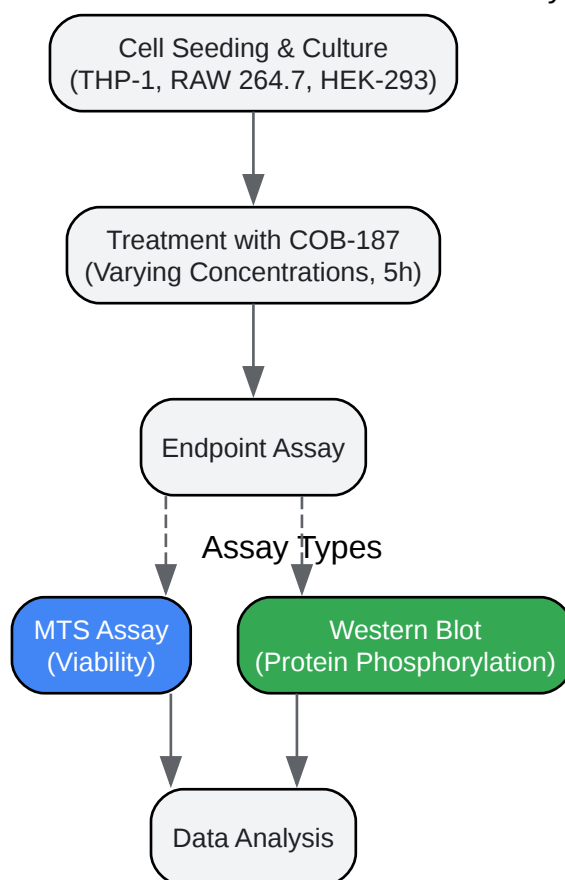 Cell Seeding & Culture
(THP-1, RAW 264.7, HEK-293)
Treatment with COB-187
(Varying Concentrations, 5h)
Endpoint Assay
Assay Types
MTS Assay
(Viability)
Western Blot
(Protein Phosphorylation)
Data Analysis